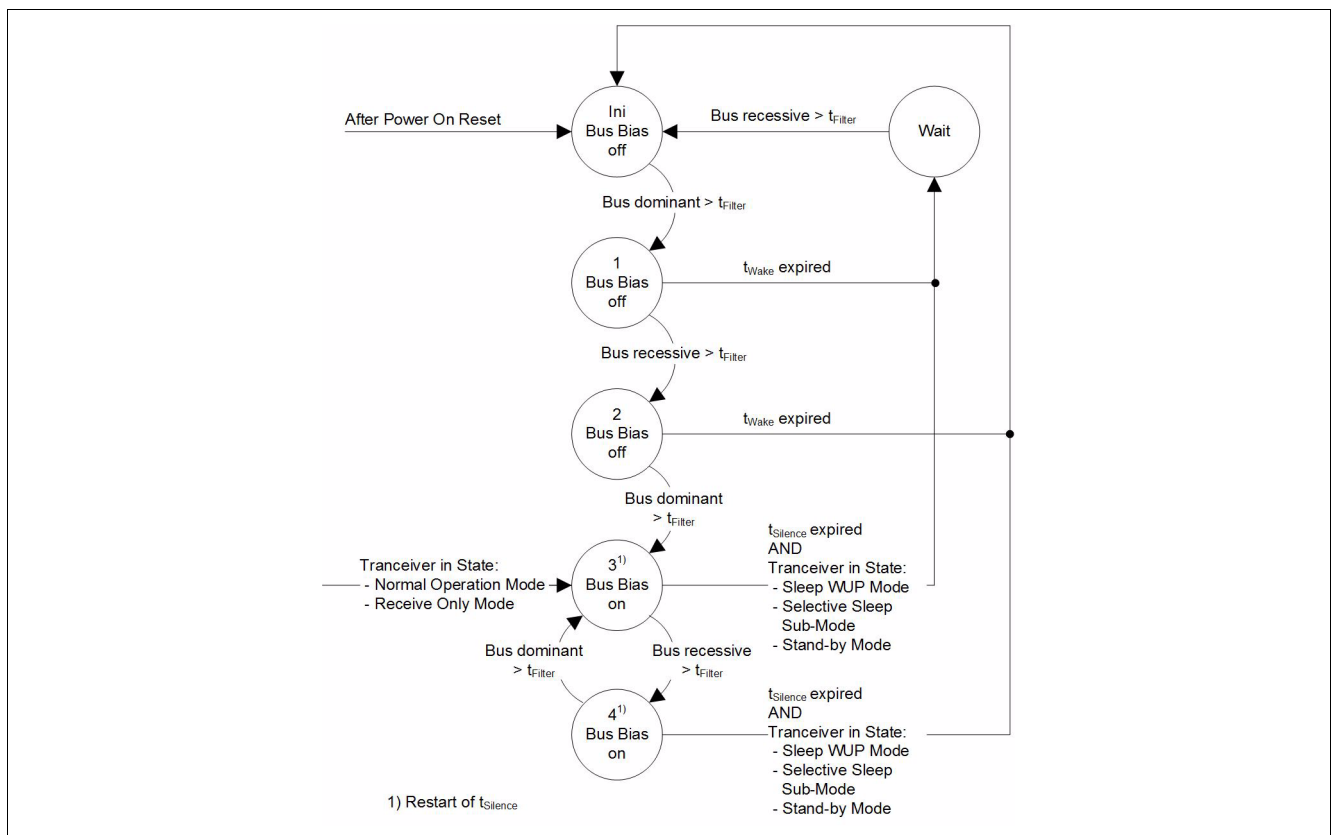 Ini
Bus Bias
off
After Power On Reset
Bus recessive > tFilter
Wait
Bus dominant > tFilter
1
Bus Bias
off
tWake expired
Bus recessive > tFilter
2
Bus Bias
off
tWake expired
Bus dominant
> tFilter
Tranceiver in State:
- Normal Operation Mode
- Receive Only Mode
3¹⁾
Bus Bias
on
tSilence expired
AND
Tranceiver in State:
- Sleep WUP Mode
- Selective Sleep
Sub-Mode
- Stand-by Mode
Bus dominant
> tFilter
Bus recessive
> tFilter
4¹⁾
Bus Bias
on
tSilence expired
AND
Tranceiver in State:
- Sleep WUP Mode
- Selective Sleep
Sub-Mode
- Stand-by Mode
1) Restart of tSilence